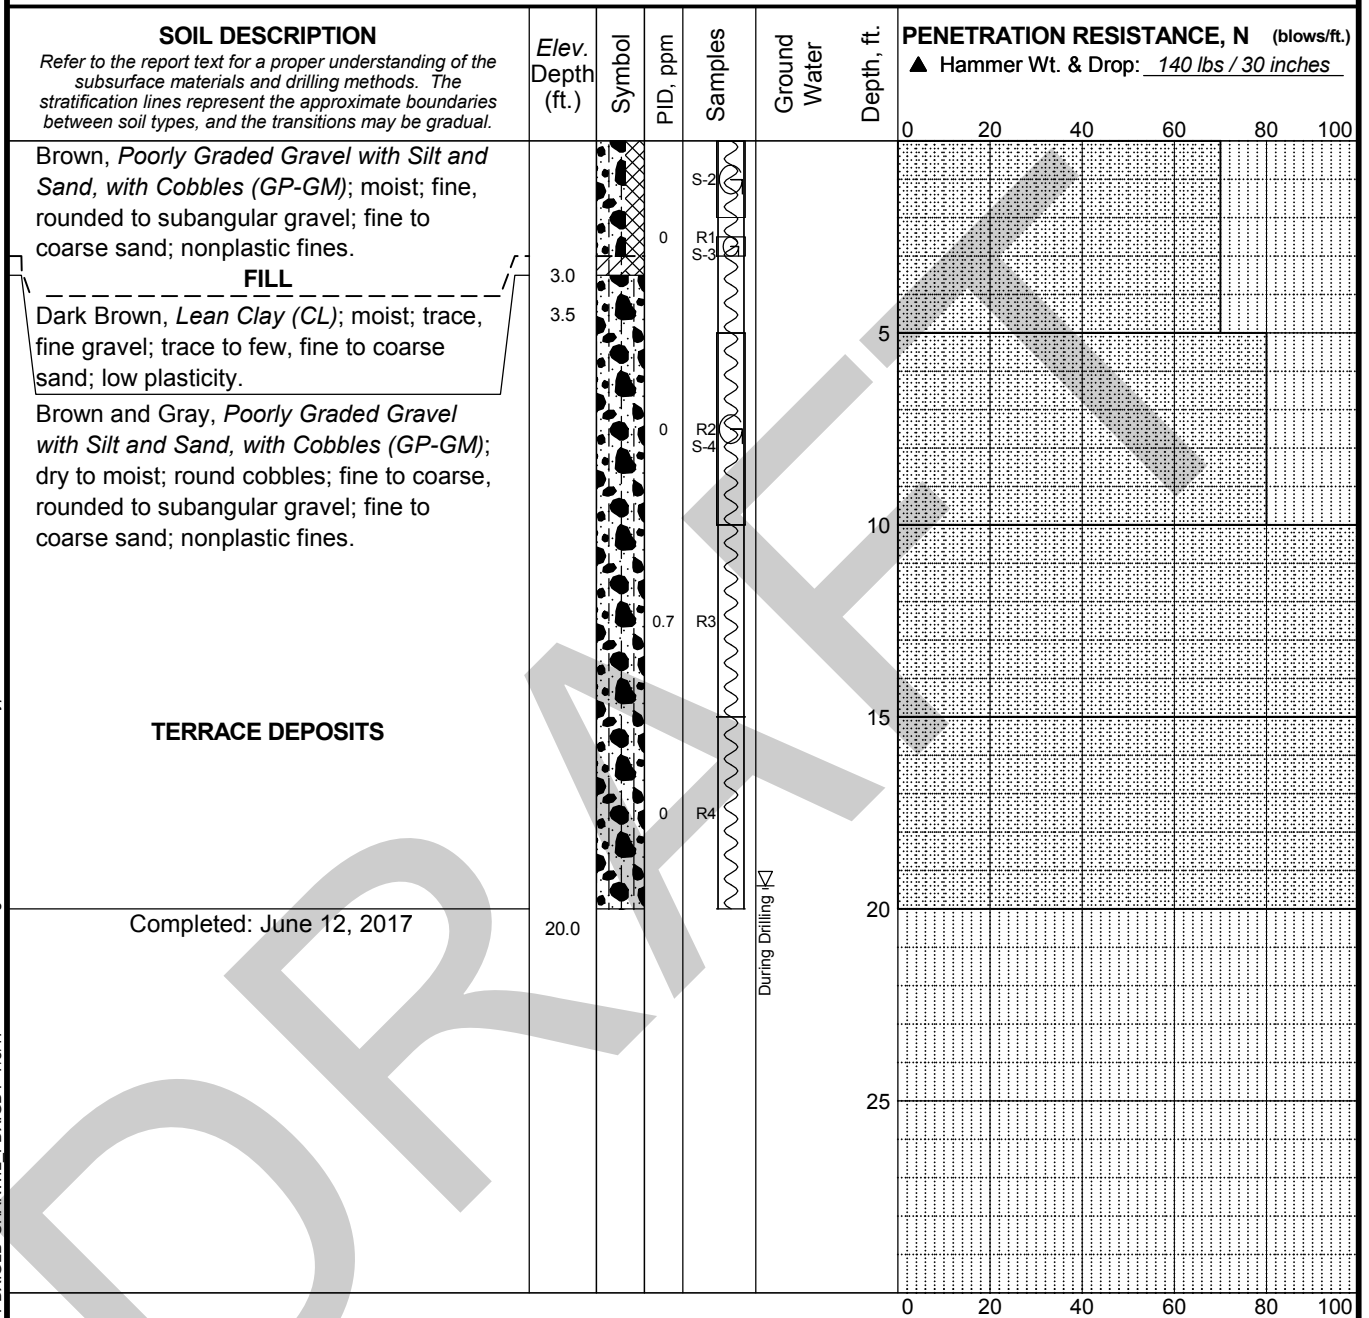 SOIL DESCRIPTION
Refer to the report text for a proper understanding of the
subsurface materials and drilling methods. The
stratification lines represent the approximate boundaries
between soil types, and the transitions may be gradual.
Elev.
Depth
(ft.)
Symbol
PID, ppm
Samples
Ground
Water
Depth, ft.
PENETRATION RESISTANCE, N (blows/ft.)
▲ Hammer Wt. & Drop: 140 lbs / 30 inches
0 20 40 60 80 100
Brown, Poorly Graded Gravel with Silt and
Sand, with Cobbles (GP-GM); moist; fine,
rounded to subangular gravel; fine to
coarse sand; nonplastic fines.
FILL
Dark Brown, Lean Clay (CL); moist; trace,
fine gravel; trace to few, fine to coarse
sand; low plasticity.
Brown and Gray, Poorly Graded Gravel
with Silt and Sand, with Cobbles (GP-GM);
dry to moist; round cobbles; fine to coarse,
rounded to subangular gravel; fine to
coarse sand; nonplastic fines.
TERRACE DEPOSITS
Completed: June 12, 2017
3.0
3.5
20.0
0
0
0.7
0
S-2
R1
S-3
R2
S-4
R3
R4
During Drilling
5
10
15
20
25
0 20 40 60 80 100
DRAFT